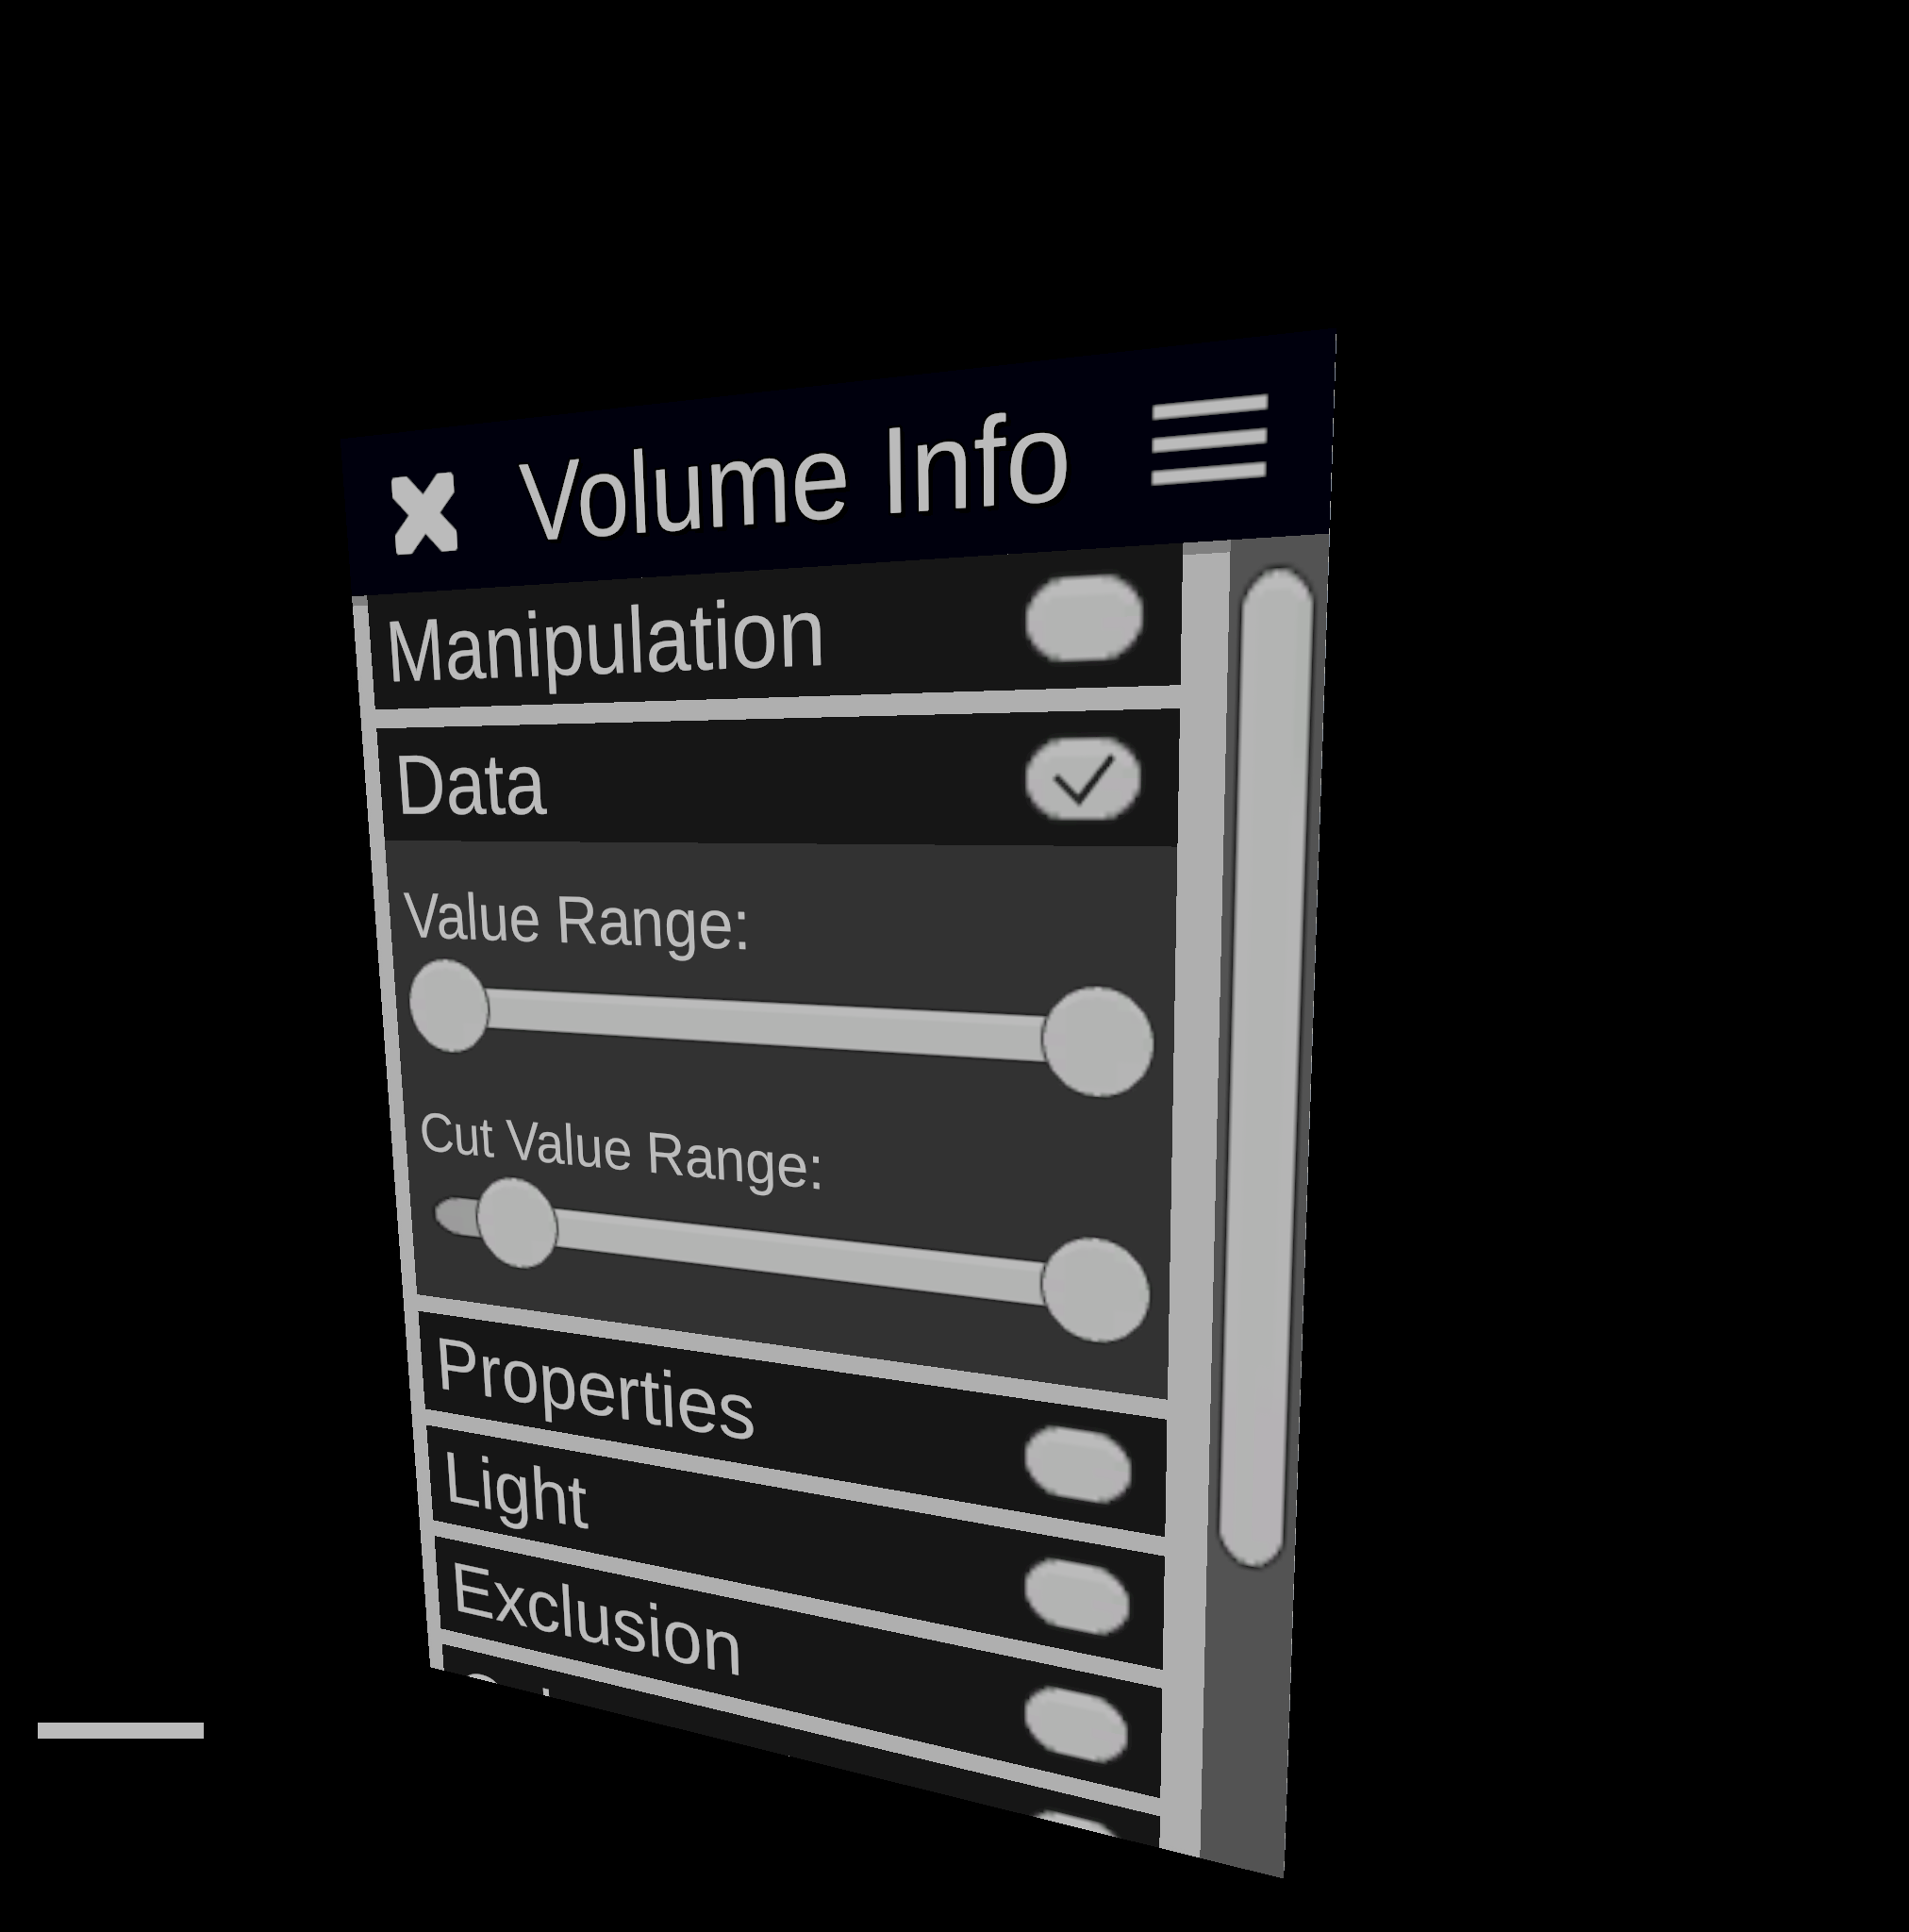 Volume Info
Manipulation
Data
Value Range:
Cut Value Range:
Properties
Light
Exclusion